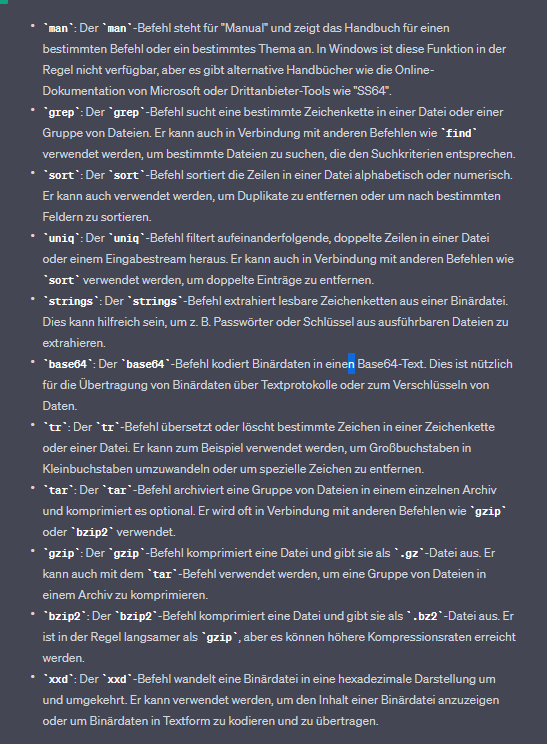 • `man`: Der `man`-Befehl steht für "Manual" und zeigt das Handbuch für einen
bestimmten Befehl oder ein bestimmtes Thema an. In Windows ist diese Funktion in der
Regel nicht verfügbar, aber es gibt alternative Handbücher wie die Online-
Dokumentation von Microsoft oder Drittanbieter-Tools wie "SS64".
• `grep`: Der `grep`-Befehl sucht eine bestimmte Zeichenkette in einer Datei oder einer
Gruppe von Dateien. Er kann auch in Verbindung mit anderen Befehlen wie `find`
verwendet werden, um bestimmte Dateien zu suchen, die den Suchkriterien entsprechen.
• `sort`: Der `sort`-Befehl sortiert die Zeilen in einer Datei alphabetisch oder numerisch.
Er kann auch verwendet werden, um Duplikate zu entfernen oder um nach bestimmten
Feldern zu sortieren.
• `uniq`: Der `uniq`-Befehl filtert aufeinanderfolgende, doppelte Zeilen in einer Datei
oder einem Eingabestream heraus. Er kann auch in Verbindung mit anderen Befehlen wie
`sort` verwendet werden, um doppelte Einträge zu entfernen.
• `strings`: Der `strings`-Befehl extrahiert lesbare Zeichenketten aus einer Binärdatei.
Dies kann hilfreich sein, um z. B. Passwörter oder Schlüssel aus ausführbaren Dateien zu
extrahieren.
• `base64`: Der `base64`-Befehl kodiert Binärdaten in einen Base64-Text. Dies ist nützlich
für die Übertragung von Binärdaten über Textprotokolle oder zum Verschlüsseln von
Daten.
• `tr`: Der `tr`-Befehl übersetzt oder löscht bestimmte Zeichen in einer Zeichenkette
oder einer Datei. Er kann zum Beispiel verwendet werden, um Großbuchstaben in
Kleinbuchstaben umzuwandeln oder um spezielle Zeichen zu entfernen.
• `tar`: Der `tar`-Befehl archiviert eine Gruppe von Dateien in einem einzelnen Archiv
und komprimiert es optional. Er wird oft in Verbindung mit anderen Befehlen wie `gzip`
oder `bzip2` verwendet.
• `gzip`: Der `gzip`-Befehl komprimiert eine Datei und gibt sie als `.gz`-Datei aus. Er
kann auch mit dem `tar`-Befehl verwendet werden, um eine Gruppe von Dateien in
einem Archiv zu komprimieren.
• `bzip2`: Der `bzip2`-Befehl komprimiert eine Datei und gibt sie als `.bz2`-Datei aus. Er
ist in der Regel langsamer als `gzip`, aber es können höhere Kompressionsraten erreicht
werden.
• `xxd`: Der `xxd`-Befehl wandelt eine Binärdatei in eine hexadezimale Darstellung um
und umgekehrt. Er kann verwendet werden, um den Inhalt einer Binärdatei anzuzeigen
oder um Binärdaten in Textform zu kodieren und zu übertragen.